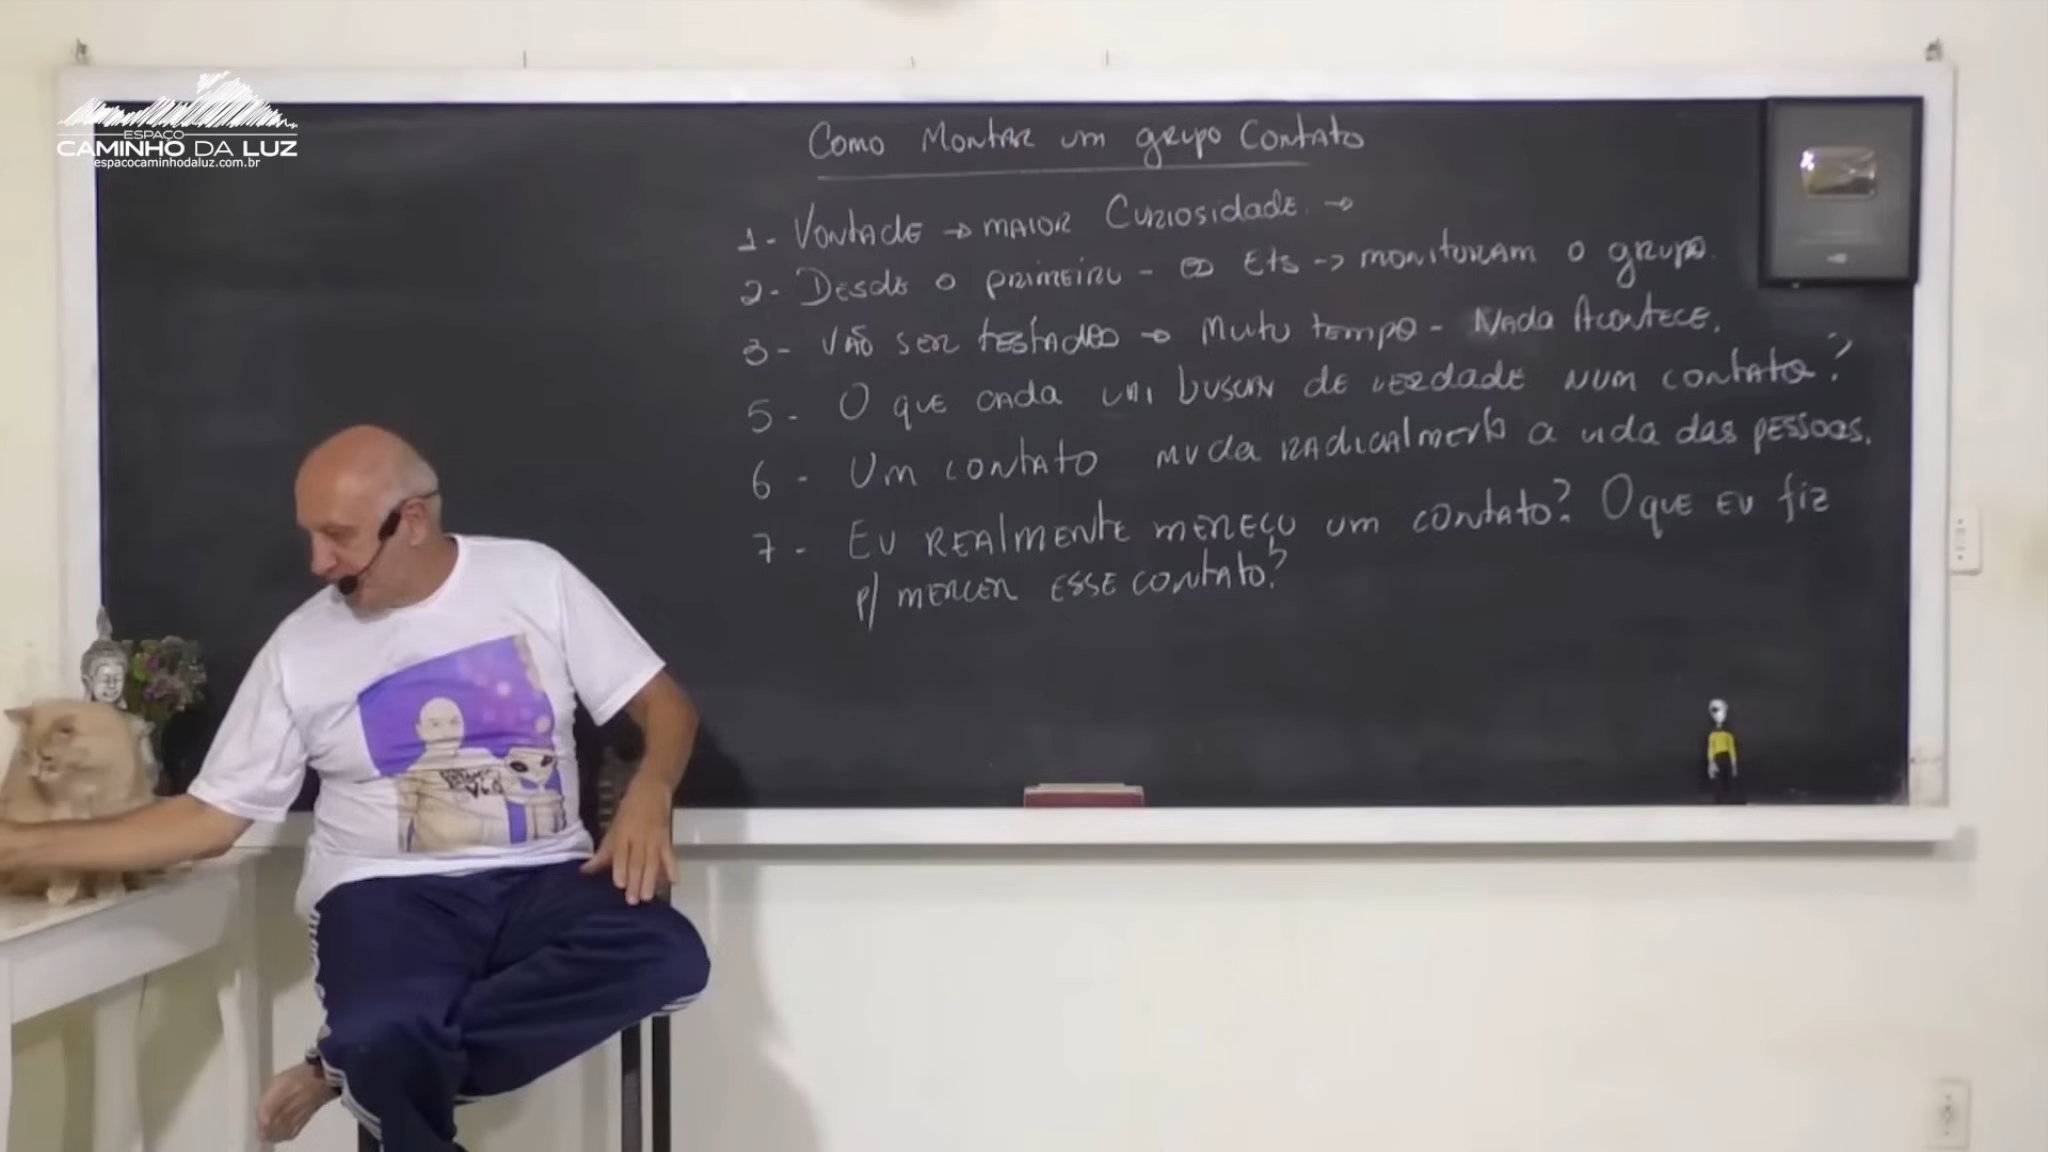 ESPAÇO
CAMINHO DA LUZ
espacocaminhodaluz.com.br
Como Montar um grupo Contato
1- Vontade → maior Curiosidade. →
2- Desde o primeiro - os Ets -> monitoram o grupo.
3- Vão ser testados → Muito tempo - Nada Acontece.
5- O que cada um vai buscar de verdade num contato?
6- Um contato muda radicalmente a vida das pessoas.
7- Eu realmente mereço um contato? O que eu fiz
p/ merecer esse contato?